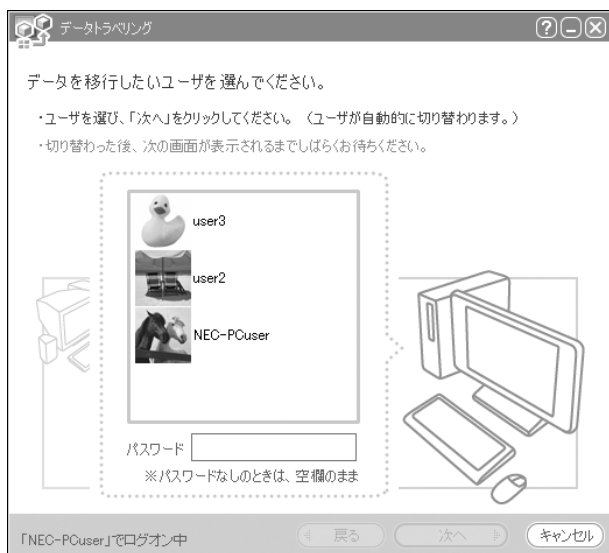 データトラベリング
データを移行したいユーザを選んでください。
・ユーザを選び、「次へ」をクリックしてください。（ユーザが自動的に切り替わります。）
・切り替わった後、次の画面が表示されるまでしばらくお待ちください。
user3
user2
NEC-PCuser
パスワード
※パスワードなしのときは、空欄のまま
「NEC-PCuser」でログオン中
戻る
次へ
キャンセル